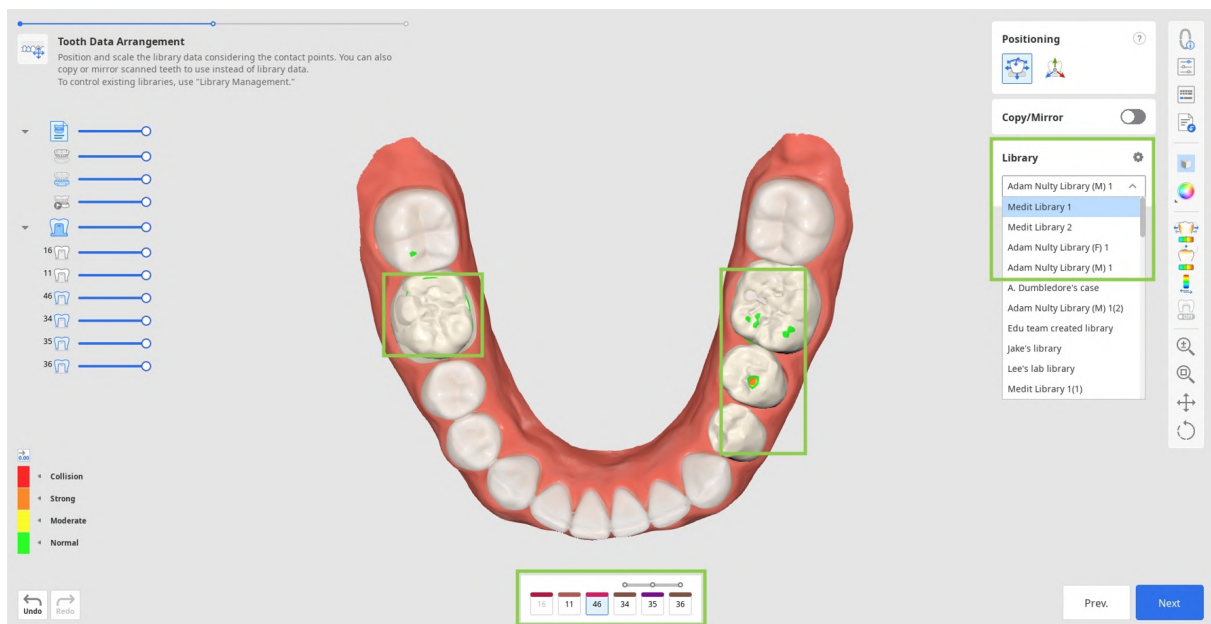 Tooth Data Arrangement
Position and scale the library data considering the contact points. You can also
copy or mirror scanned teeth to use instead of library data.
To control existing libraries, use "Library Management."
16
11
46
34
35
36
0.00
Collision
Strong
Moderate
Normal
Undo
Redo
16
11
46
34
35
36
Positioning
?
Copy/Mirror
Library
Adam Nulty Library (M) 1
Medit Library 1
Medit Library 2
Adam Nulty Library (F) 1
Adam Nulty Library (M) 1
A. Dumbledore's case
Adam Nulty Library (M) 1(2)
Edu team created library
Jake's library
Lee's lab library
Medit Library 1(1)
Prev.
Next